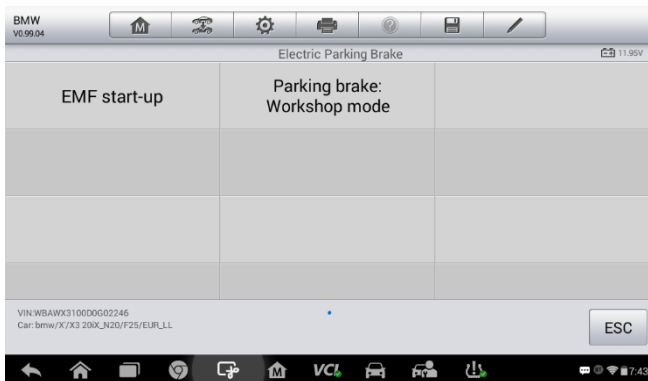 BMW
V0.99.04
M
Electric Parking Brake
11.95V
EMF start-up
Parking brake:
Workshop mode
VIN:WBAWX3100D0G02246
Car: bmw/X'/X3 20iX_N20/F25/EUR_LL
ESC
M
VCI
7:43